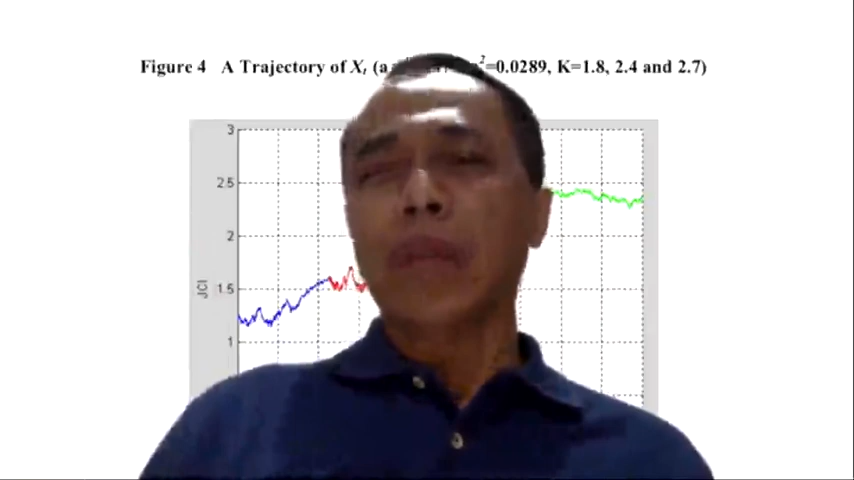 Figure 4 A Trajectory of Xt (a =0.0289, K=1.8, 2.4 and 2.7)
3
2.5
2
JCI 1.5
1